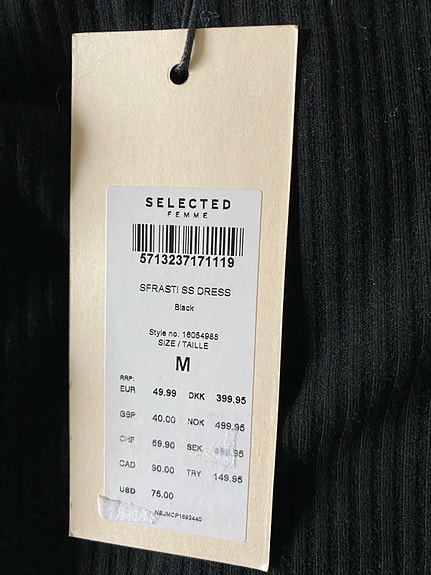 SELECTED
FEMME
5713237171119
SFRASTI SS DRESS
Black
Style no. 16054988
SIZE / TAILLE
M
RRP:
EUR 49.99 DKK 399.95
GBP 40.00 NOK 499.95
CHF 59.90 SEK
CAD 90.00 TRY 149.95
USD 75.00